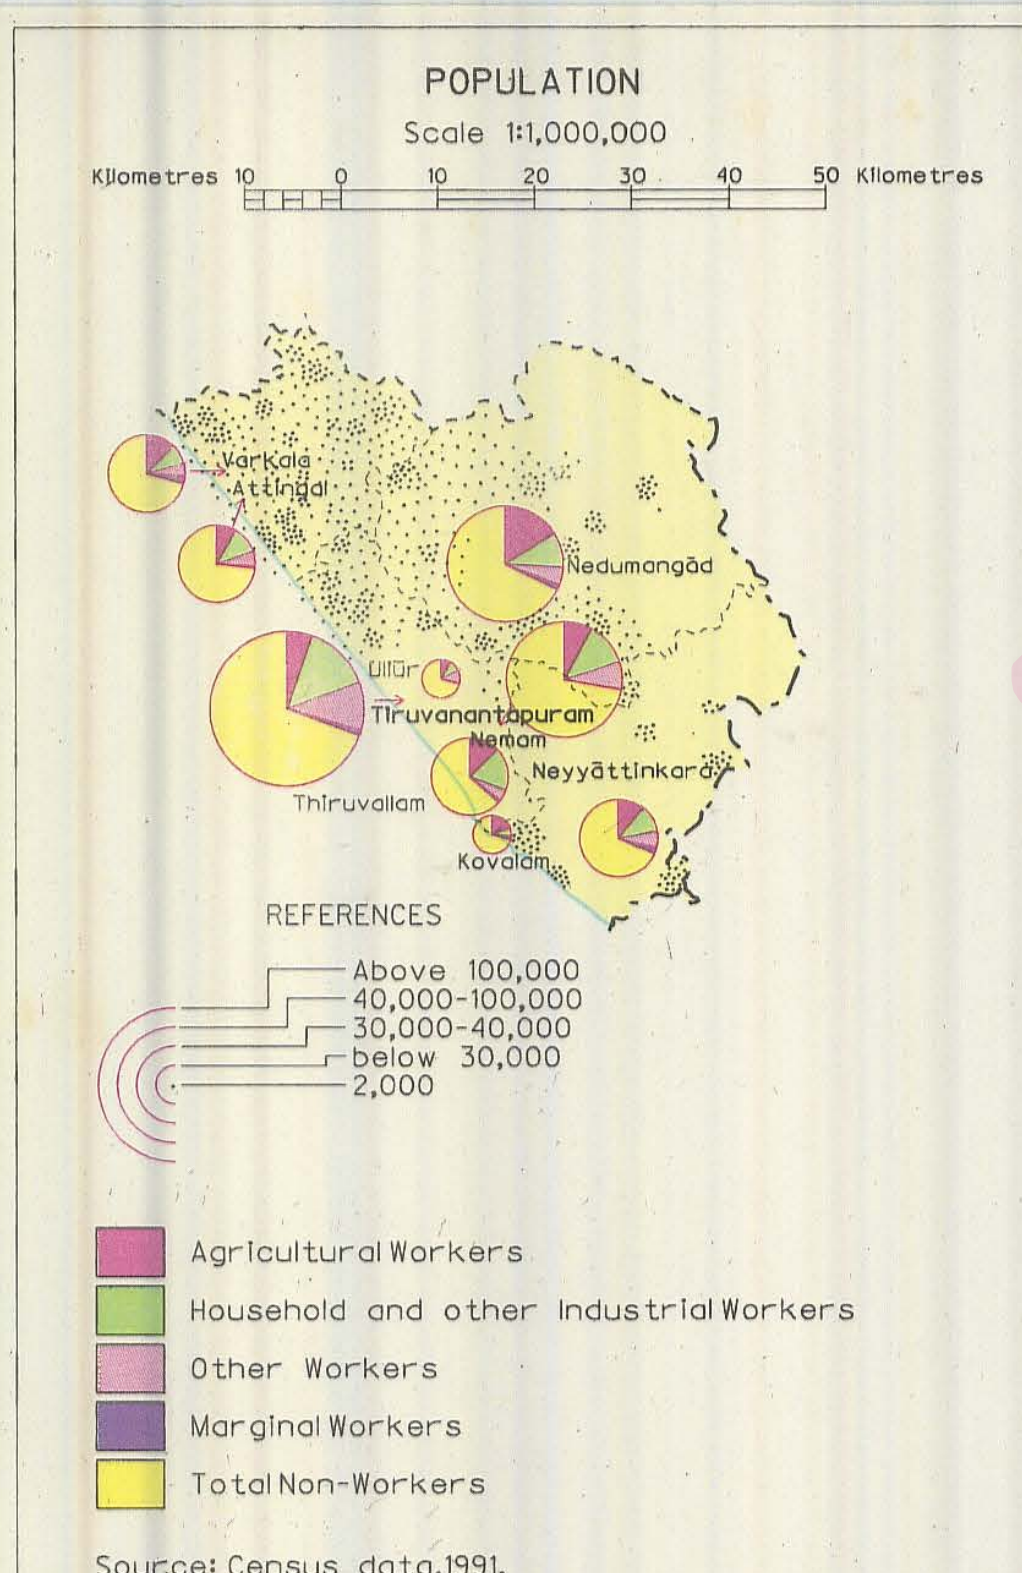 POPULATION
Scale 1:1,000,000
Kilometres 10 0 10 20 30 40 50 Kilometres
Varkala
Attingal
Nedumangād
Ullūr
Tiruvanantapuram
Nemam
Neyyāttinkara
Thiruvallam
Kovalam
REFERENCES
Above 100,000
40,000-100,000
30,000-40,000
below 30,000
2,000
Agricultural Workers
Household and other Industrial Workers
Other Workers
Marginal Workers
Total Non-Workers
Source: Census data,1991.